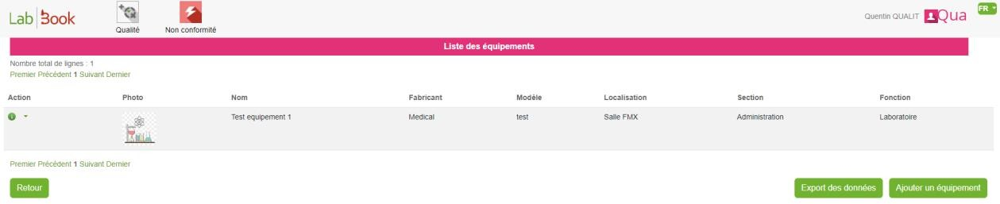 Lab Book
Qualité
Non conformité
Quentin QUALIT
Qua
FR
Liste des équipements
Nombre total de lignes : 1
Premier Précédent 1 Suivant Dernier
Action Photo Nom Fabricant Modèle Localisation Section Fonction
Test equipement 1 Medical test Salle FMX Administration Laboratoire
Premier Précédent 1 Suivant Dernier
Retour
Export des données
Ajouter un équipement